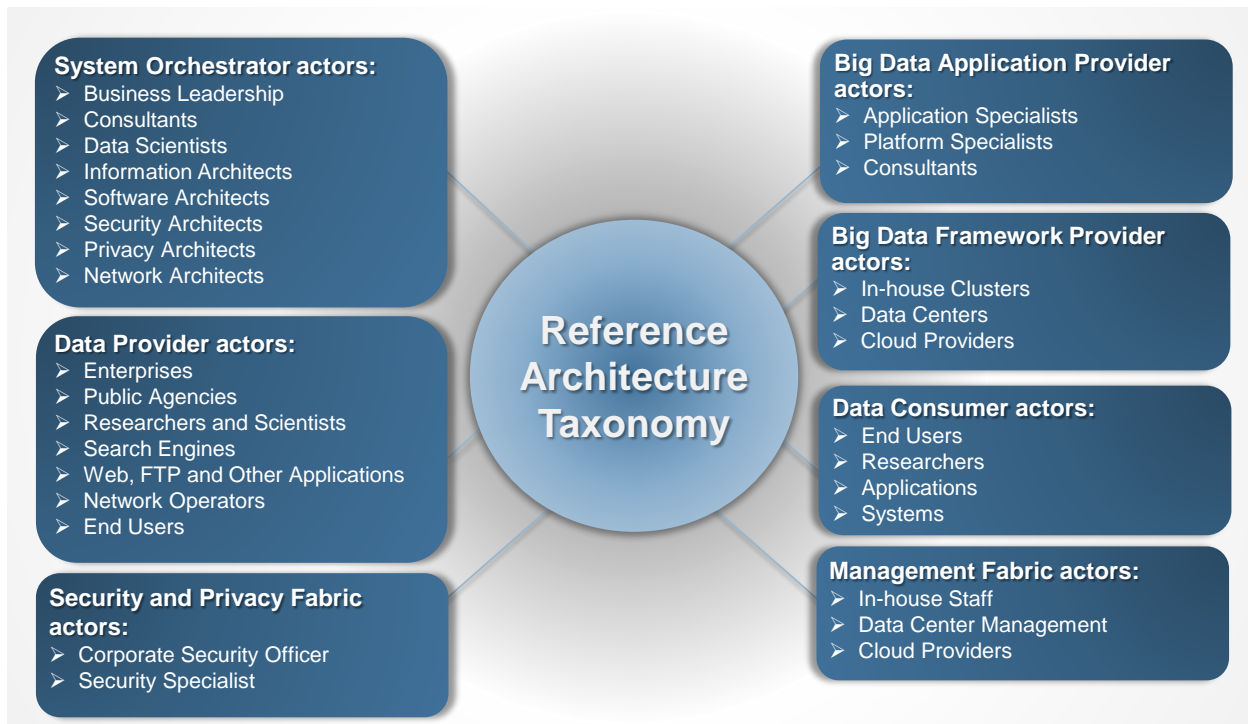 System Orchestrator actors:
➢ Business Leadership
➢ Consultants
➢ Data Scientists
➢ Information Architects
➢ Software Architects
➢ Security Architects
➢ Privacy Architects
➢ Network Architects
Data Provider actors:
➢ Enterprises
➢ Public Agencies
➢ Researchers and Scientists
➢ Search Engines
➢ Web, FTP and Other Applications
➢ Network Operators
➢ End Users
Security and Privacy Fabric
actors:
➢ Corporate Security Officer
➢ Security Specialist
Reference
Architecture
Taxonomy
Big Data Application Provider
actors:
➢ Application Specialists
➢ Platform Specialists
➢ Consultants
Big Data Framework Provider
actors:
➢ In-house Clusters
➢ Data Centers
➢ Cloud Providers
Data Consumer actors:
➢ End Users
➢ Researchers
➢ Applications
➢ Systems
Management Fabric actors:
➢ In-house Staff
➢ Data Center Management
➢ Cloud Providers